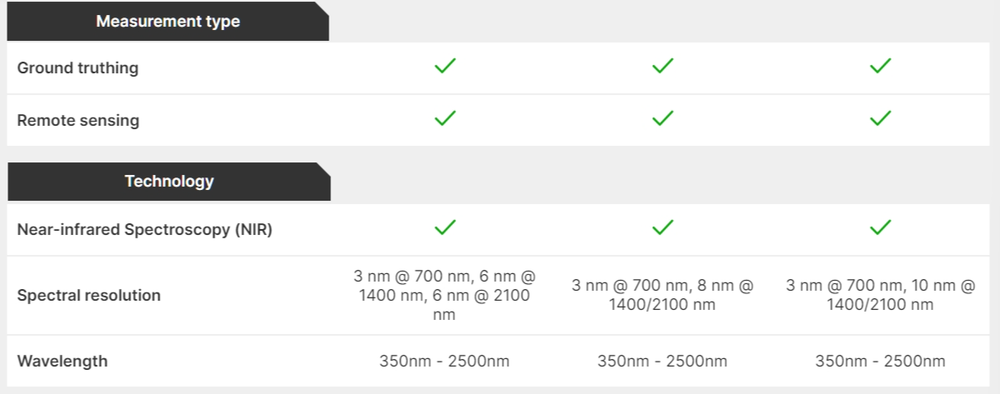 Measurement type
Ground truthing
Remote sensing
Technology
Near-infrared Spectroscopy (NIR)
Spectral resolution
3 nm @ 700 nm, 6 nm @
1400 nm, 6 nm @ 2100
nm
3 nm @ 700 nm, 8 nm @
1400/2100 nm
3 nm @ 700 nm, 10 nm @
1400/2100 nm
Wavelength
350nm - 2500nm
350nm - 2500nm
350nm - 2500nm